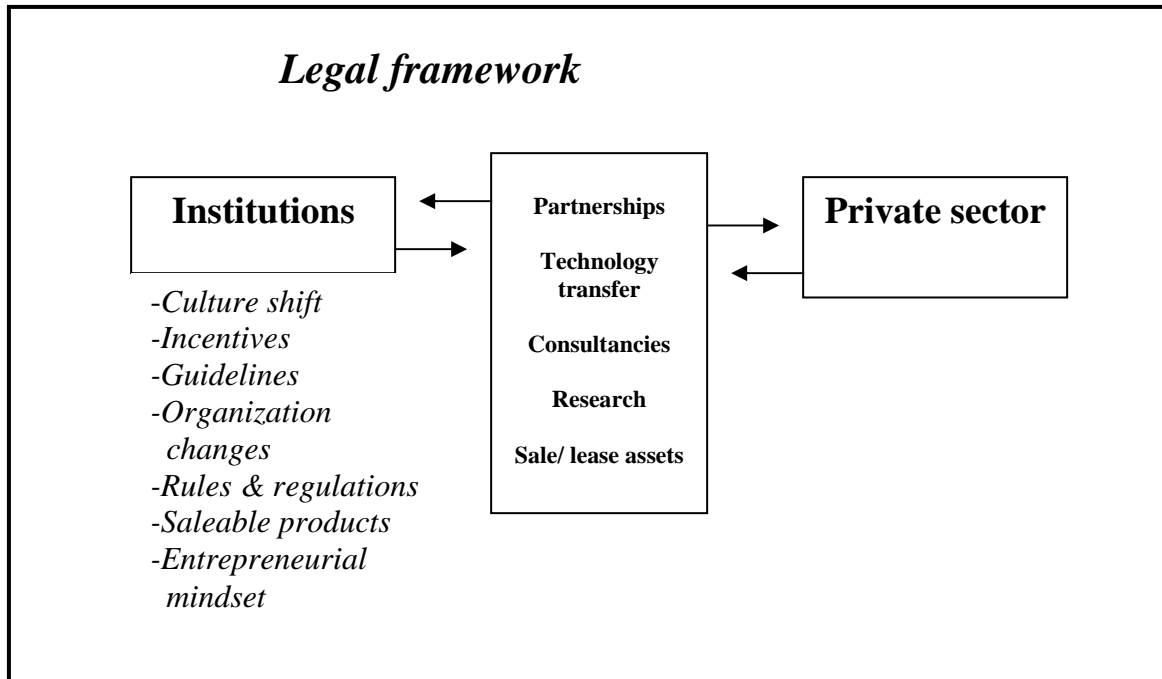 Legal framework
Institutions
-Culture shift
-Incentives
-Guidelines
-Organization
changes
-Rules & regulations
-Saleable products
-Entrepreneurial
mindset
Partnerships
Technology
transfer
Consultancies
Research
Sale/ lease assets
Private sector